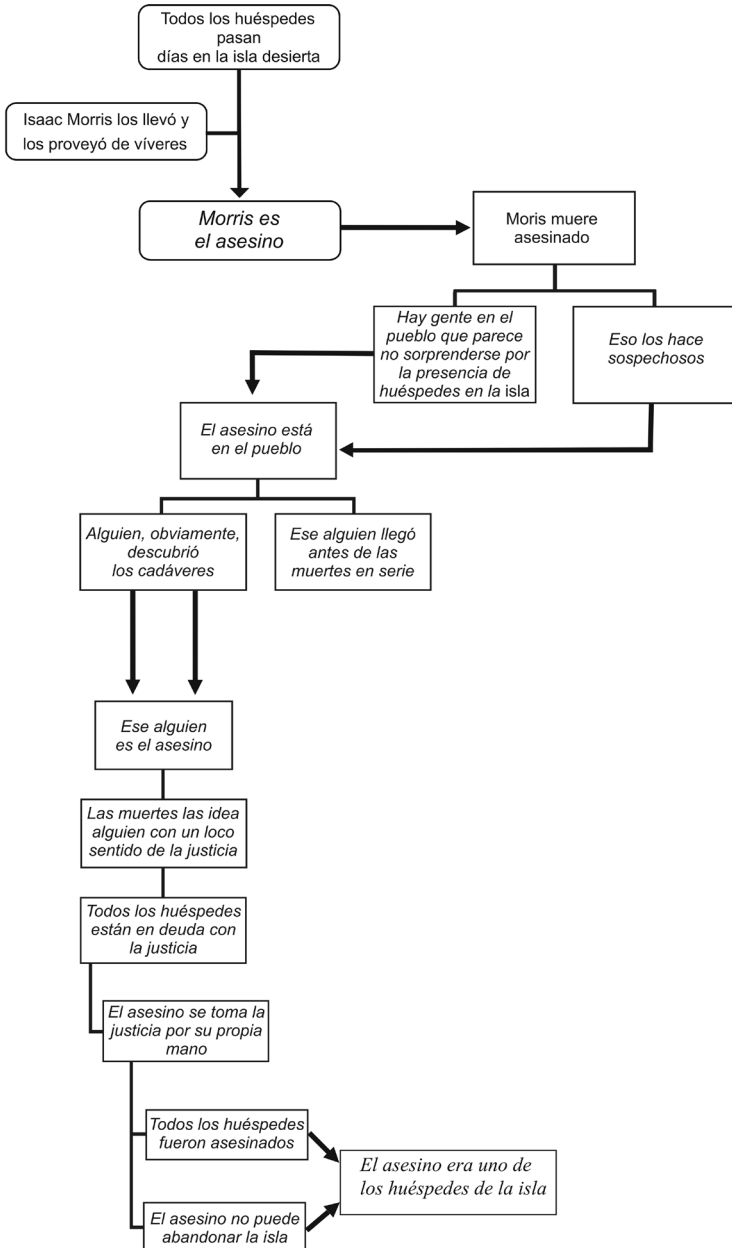 Todos los huéspedes
pasan
días en la isla desierta
Isaac Morris los llevó y
los proveyó de víveres
Morris es
el asesino
Moris muere
asesinado
Hay gente en el
pueblo que parece
no sorprenderse por
la presencia de
huéspedes en la isla
Eso los hace
sospechosos
El asesino está
en el pueblo
Alguien, obviamente,
descubrió
los cadáveres
Ese alguien llegó
antes de las
muertes en serie
Ese alguien
es el asesino
Las muertes las idea
alguien con un loco
sentido de la justicia
Todos los huéspedes
están en deuda con
la justicia
El asesino se toma la
justicia por su propia
mano
Todos los huéspedes
fueron asesinados
El asesino era uno de
los huéspedes de la isla
El asesino no puede
abandonar la isla